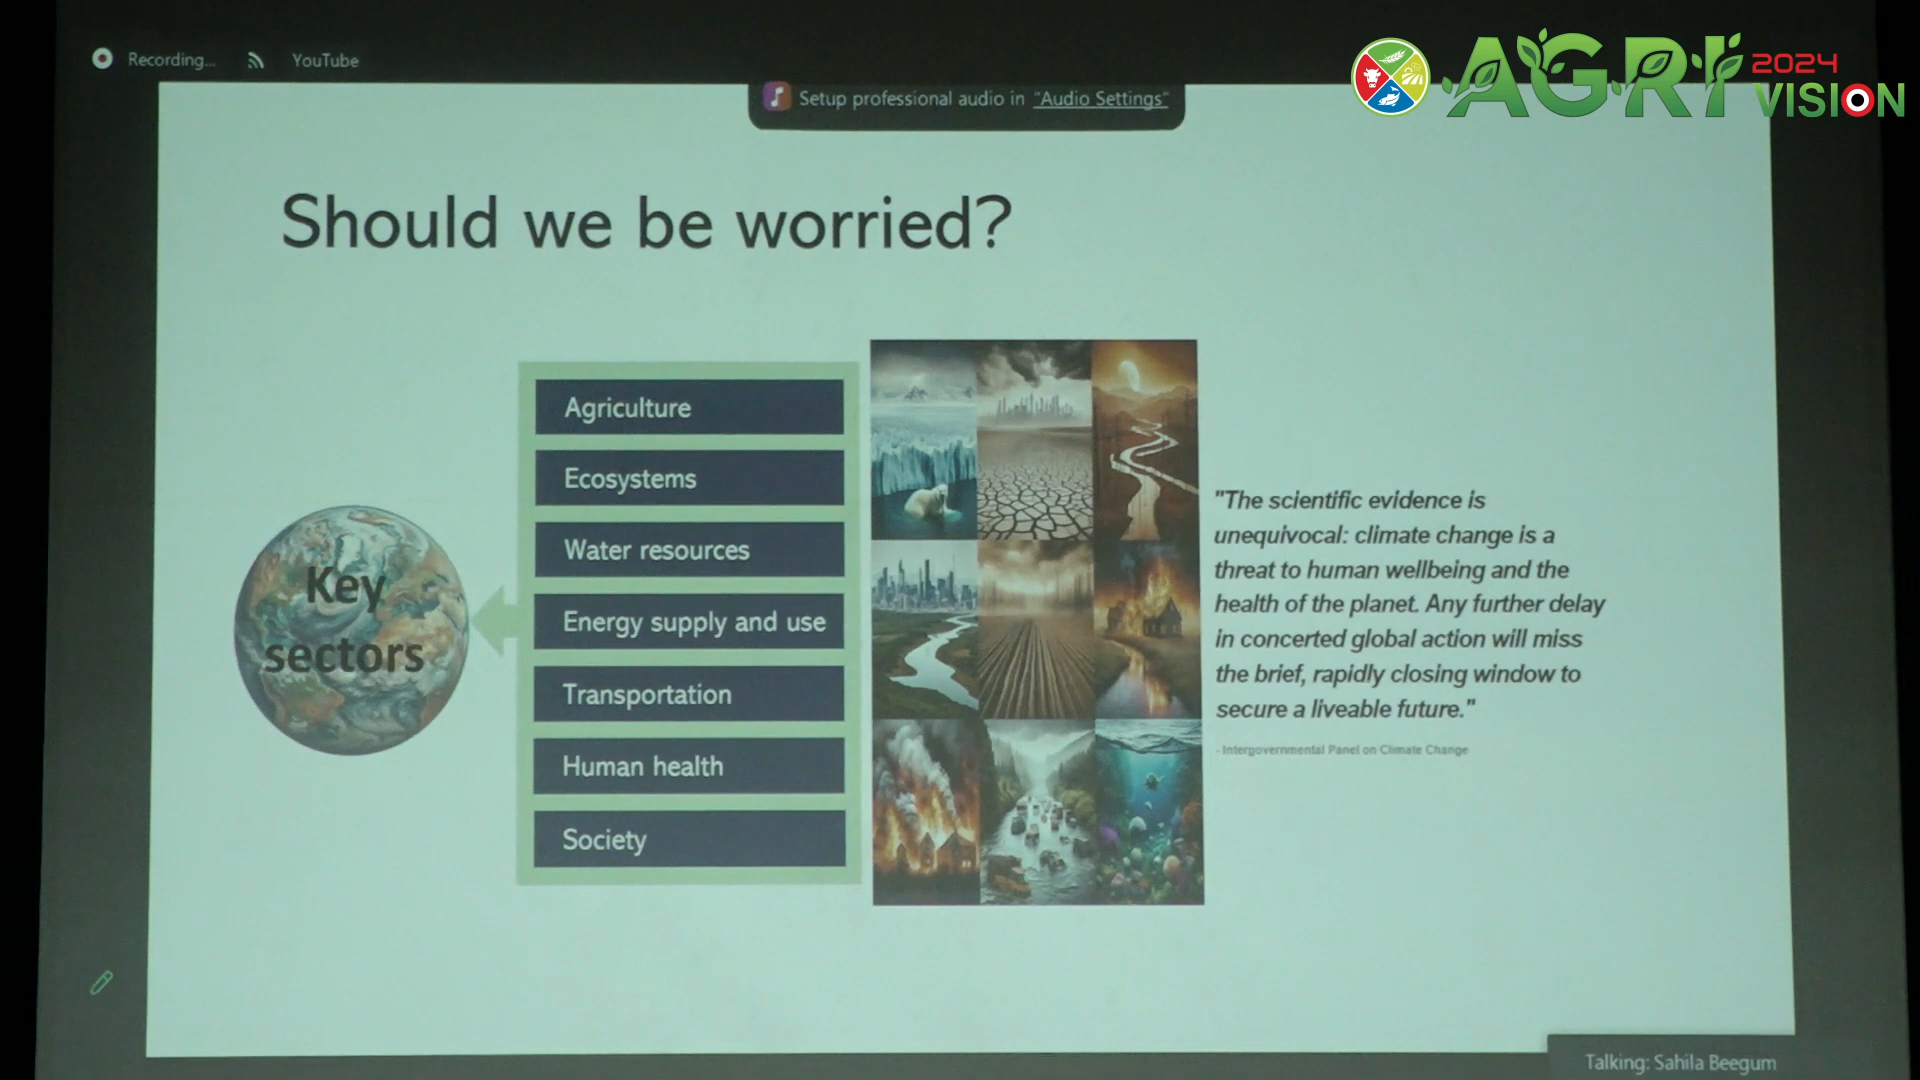 Recording...
YouTube
Setup professional audio in "Audio Settings"
AGRI
2024
VISION
Should we be worried?
Key
sectors
Agriculture
Ecosystems
Water resources
Energy supply and use
Transportation
Human health
Society
"The scientific evidence is
unequivocal: climate change is a
threat to human wellbeing and the
health of the planet. Any further delay
in concerted global action will miss
the brief, rapidly closing window to
secure a liveable future."
- Intergovernmental Panel on Climate Change
Talking: Sahila Beegum